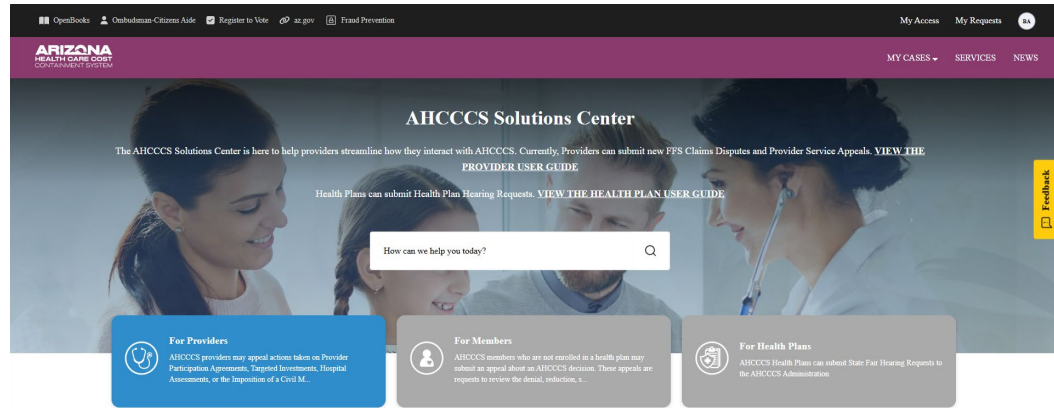 OpenBooks Ombudsman-Citizens Aide Register to Vote az.gov Fraud Prevention My Access My Requests BA
ARIZONA
HEALTH CARE COST
CONTAINMENT SYSTEM
MY CASES SERVICES NEWS
AHCCCS Solutions Center
The AHCCCS Solutions Center is here to help providers streamline how they interact with AHCCCS. Currently, Providers can submit new FFS Claims Disputes and Provider Service Appeals. VIEW THE
PROVIDER USER GUIDE
Health Plans can submit Health Plan Hearing Requests. VIEW THE HEALTH PLAN USER GUIDE
Feedback
How can we help you today?
For Providers
AHCCCS providers may appeal actions taken on Provider
Participation Agreements, Targeted Investments, Hospital
Assessments, or the Imposition of a Civil M...
For Members
AHCCCS members who are not enrolled in a health plan may
submit an appeal about an AHCCCS decision. These appeals are
requests to review the denial, reduction, s...
For Health Plans
AHCCCS Health Plans can submit State Fair Hearing Requests to
the AHCCCS Administration